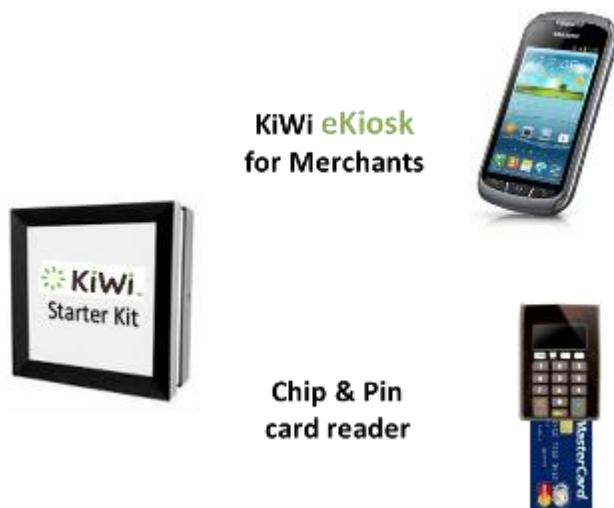 KiWi eKiosk
for Merchants
KiWi
Starter Kit
Chip & Pin
card reader
MasterCard